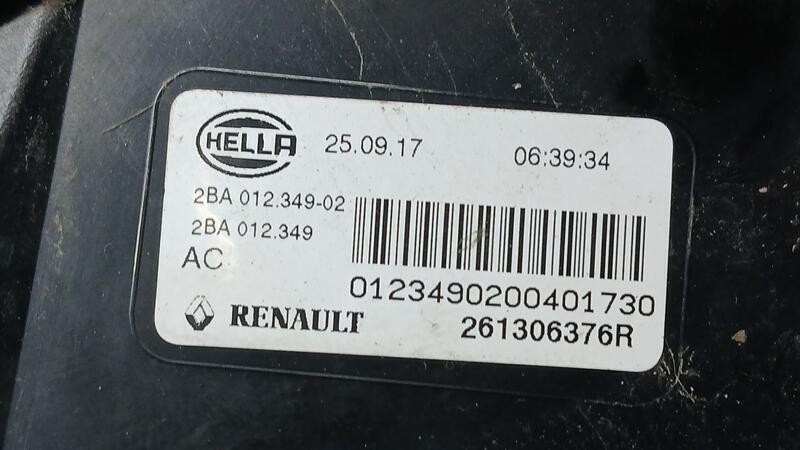 HELLA 25.09.17 06:39:34
2BA 012.349-02
2BA 012.349
AC
0123490200401730
RENAULT 261306376R